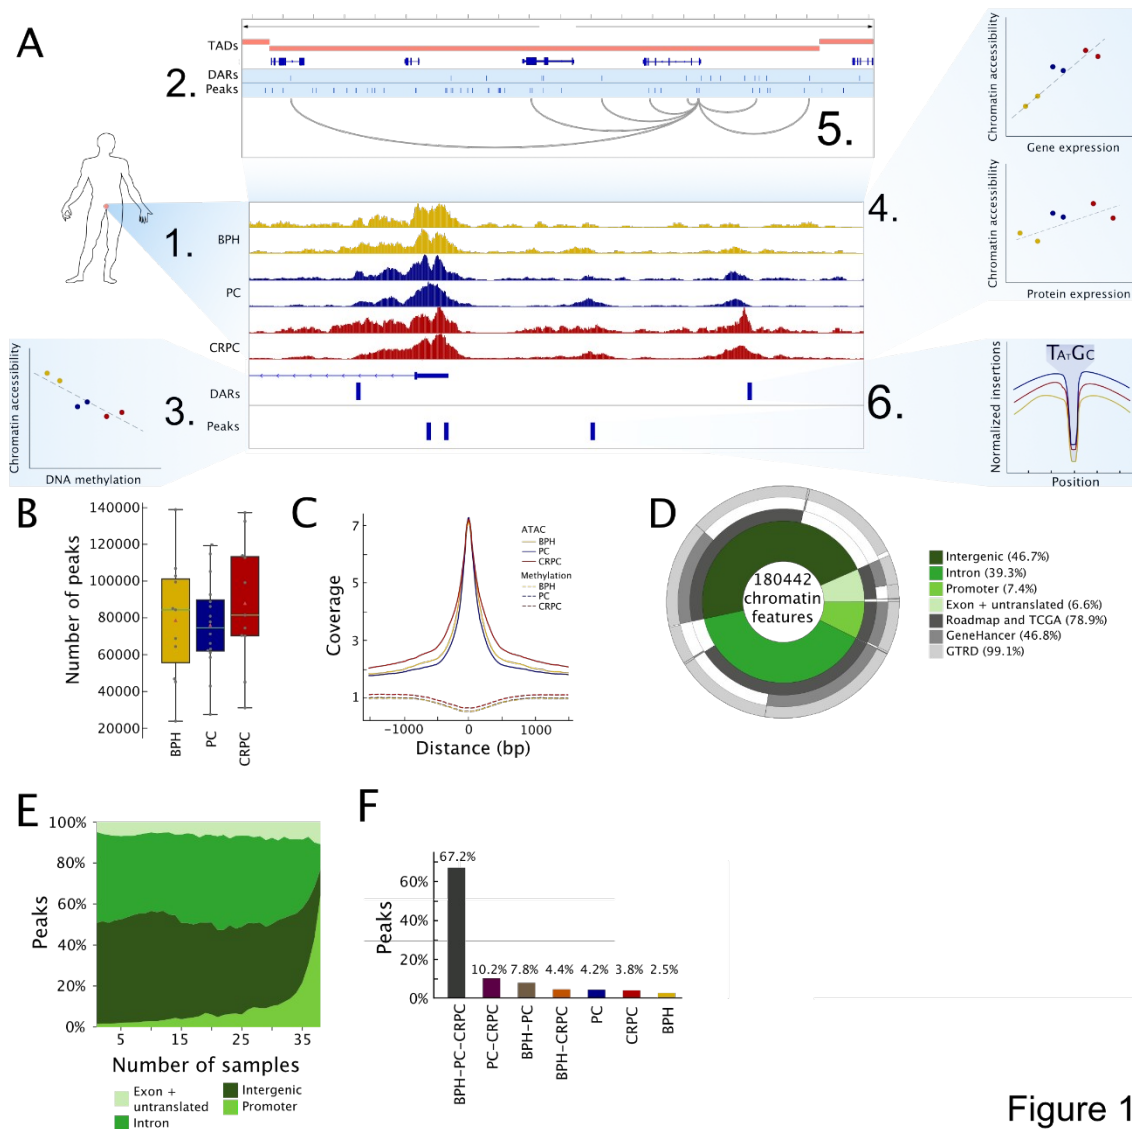 A
TADs
2.
DARs
Peaks
5.
1.
BPH
PC
CRPC
DARs
Peaks
4.
Chromatin accessibility
Gene expression
Chromatin accessibility
Protein expression
3.
Chromatin accessibility
DNA methylation
6.
TATGC
Normalized insertions
Position
B
Number of peaks
140000
120000
100000
80000
60000
40000
20000
BPH
PC
CRPC
C
Coverage
7
5
3
1
−1000
0
1000
Distance (bp)
ATAC
BPH
PC
CRPC
Methylation
BPH
PC
CRPC
D
180442
chromatin
features
Intergenic (46.7%)
Intron (39.3%)
Promoter (7.4%)
Exon + untranslated (6.6%)
Roadmap and TCGA (78.9%)
GeneHancer (46.8%)
GTRD (99.1%)
E
Peaks
100%
80%
60%
40%
20%
0%
5
15
25
35
Number of samples
Exon +
untranslated
Intron
Intergenic
Promoter
F
Peaks
60%
40%
20%
0%
67.2%
10.2%
7.8%
4.4%
4.2%
3.8%
2.5%
BPH−PC−CRPC
PC−CRPC
BPH−PC
BPH−CRPC
PC
CRPC
BPH
Figure 1